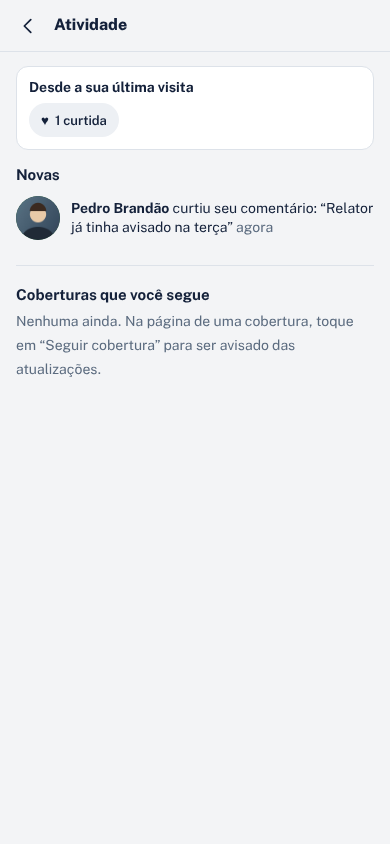 Atividade
Desde a sua última visita
♥ 1 curtida
Novas
Pedro Brandão curtiu seu comentário: “Relator
já tinha avisado na terça” agora
Coberturas que você segue
Nenhuma ainda. Na página de uma cobertura, toque
em “Seguir cobertura” para ser avisado das
atualizações.